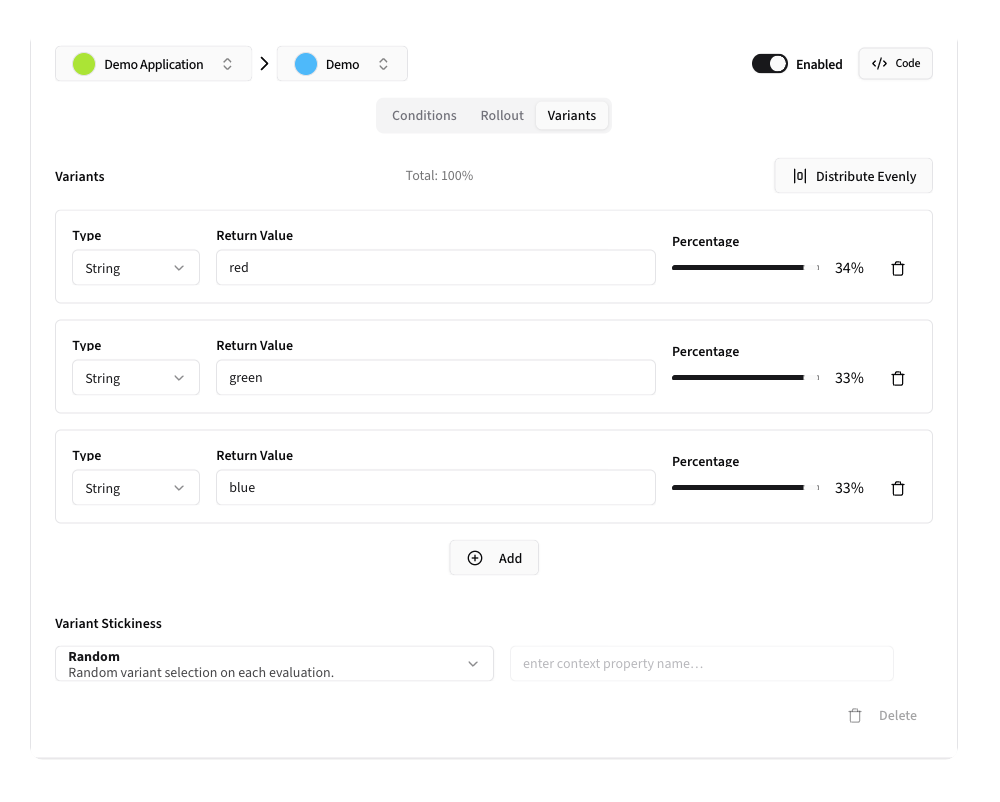 Demo Application
Demo
Enabled
Code
Conditions Rollout Variants
Variants
Total: 100%
Distribute Evenly
Type
Return Value
Percentage
String
red
34%
Type
Return Value
Percentage
String
green
33%
Type
Return Value
Percentage
String
blue
33%
Add
Variant Stickiness
Random
Random variant selection on each evaluation.
enter context property name...
Delete